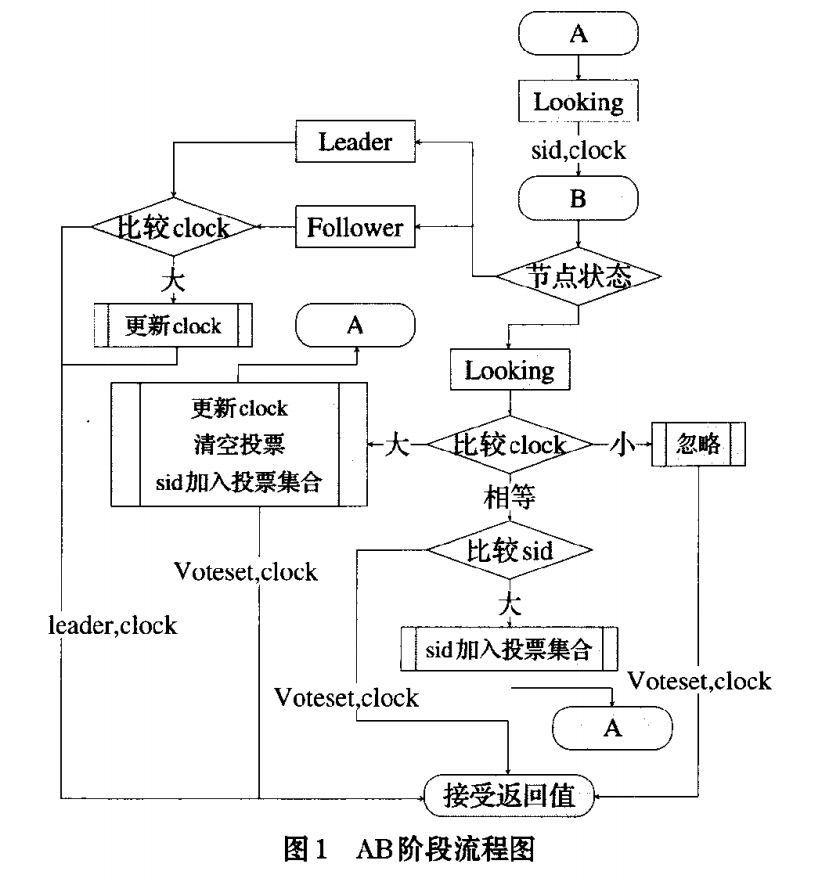 A
Looking
sid,clock
B
节点状态
Leader
Follower
比较clock
大
更新clock
A
Looking
更新clock
清空投票
sid加入投票集合
大
比较clock
小
忽略
相等
比较sid
大
sid加入投票集合
Voteset,clock
leader,clock
Voteset,clock
Voteset,clock
A
接受返回值
图1 AB阶段流程图